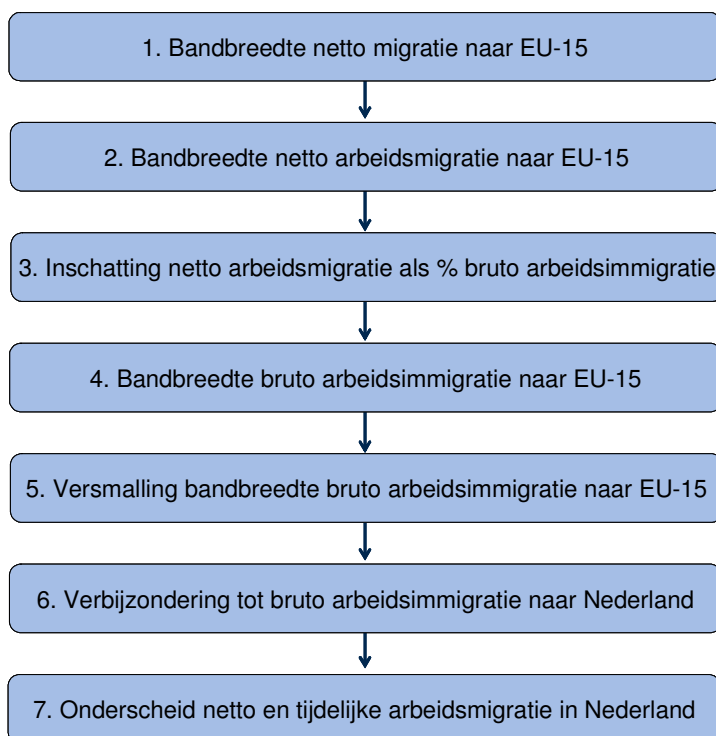 1. Bandbreedte netto migratie naar EU-15
2. Bandbreedte netto arbeidsmigratie naar EU-15
3. Inschatting netto arbeidsmigratie als % bruto arbeidsimmigratie
4. Bandbreedte bruto arbeidsimmigratie naar EU-15
5. Versmalling bandbreedte bruto arbeidsimmigratie naar EU-15
6. Verbijzondering tot bruto arbeidsimmigratie naar Nederland
7. Onderscheid netto en tijdelijke arbeidsmigratie in Nederland